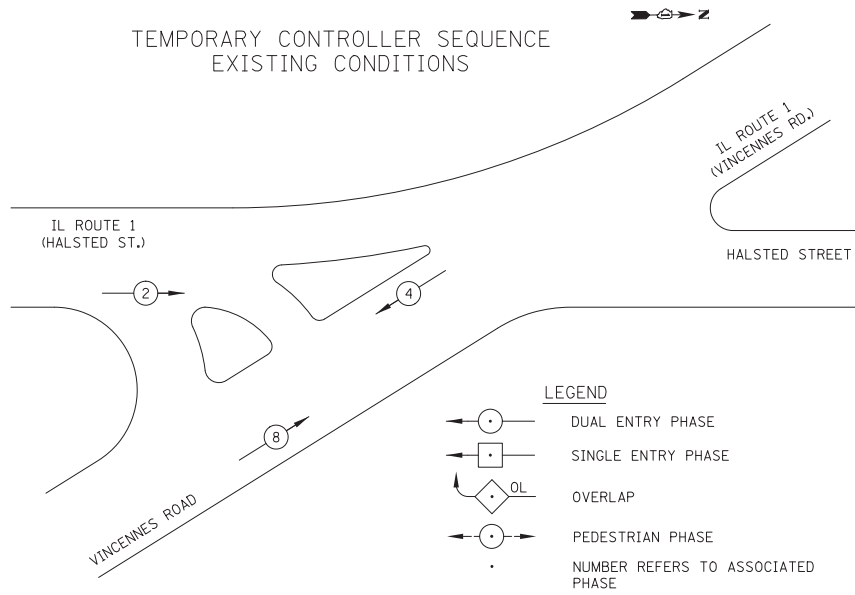 TEMPORARY CONTROLLER SEQUENCE
EXISTING CONDITIONS
N
IL ROUTE 1
(VINCENNES RD.)
IL ROUTE 1
(HALSTED ST.)
HALSTED STREET
2
4
8
VINCENNES ROAD
LEGEND
DUAL ENTRY PHASE
SINGLE ENTRY PHASE
OL
OVERLAP
PEDESTRIAN PHASE
NUMBER REFERS TO ASSOCIATED
PHASE